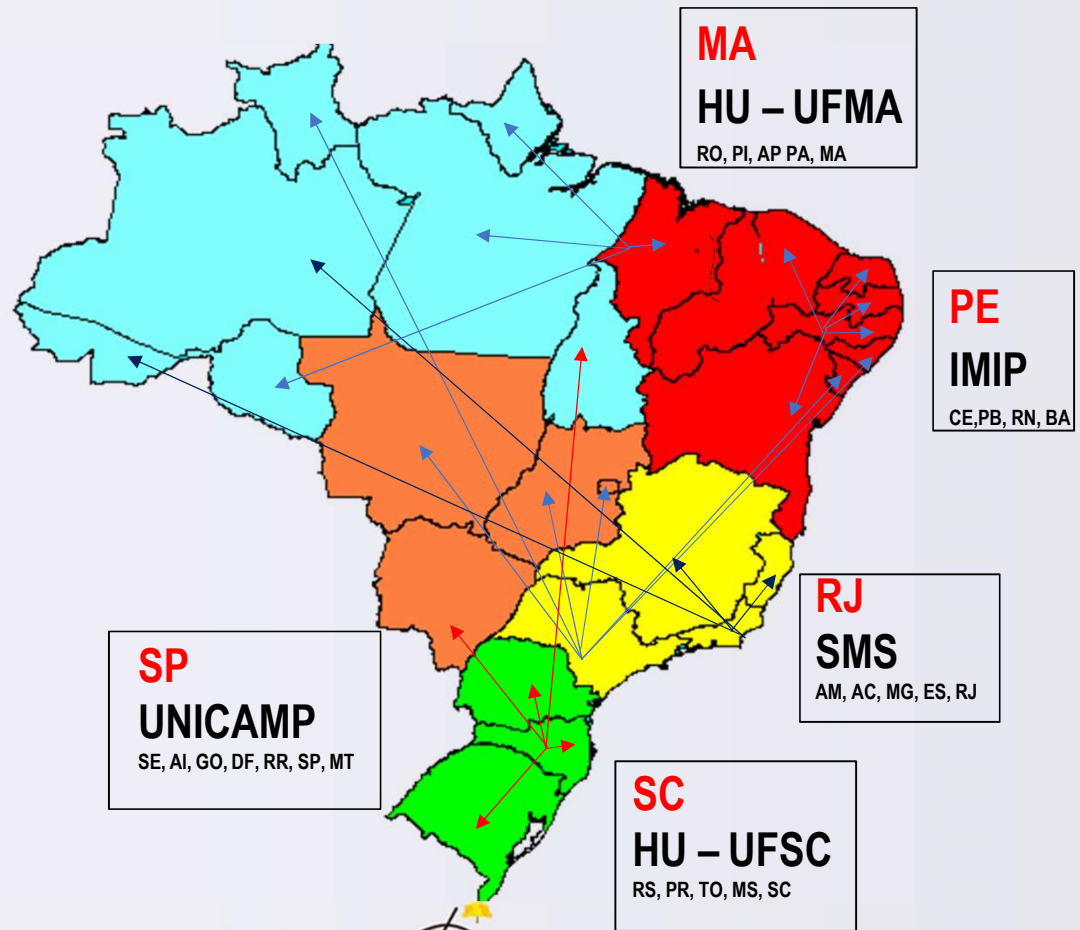 MA
HU – UFMA
RO, PI, AP PA, MA
PE
IMIP
CE,PB, RN, BA
RJ
SMS
AM, AC, MG, ES, RJ
SP
UNICAMP
SE, AI, GO, DF, RR, SP, MT
SC
HU – UFSC
RS, PR, TO, MS, SC